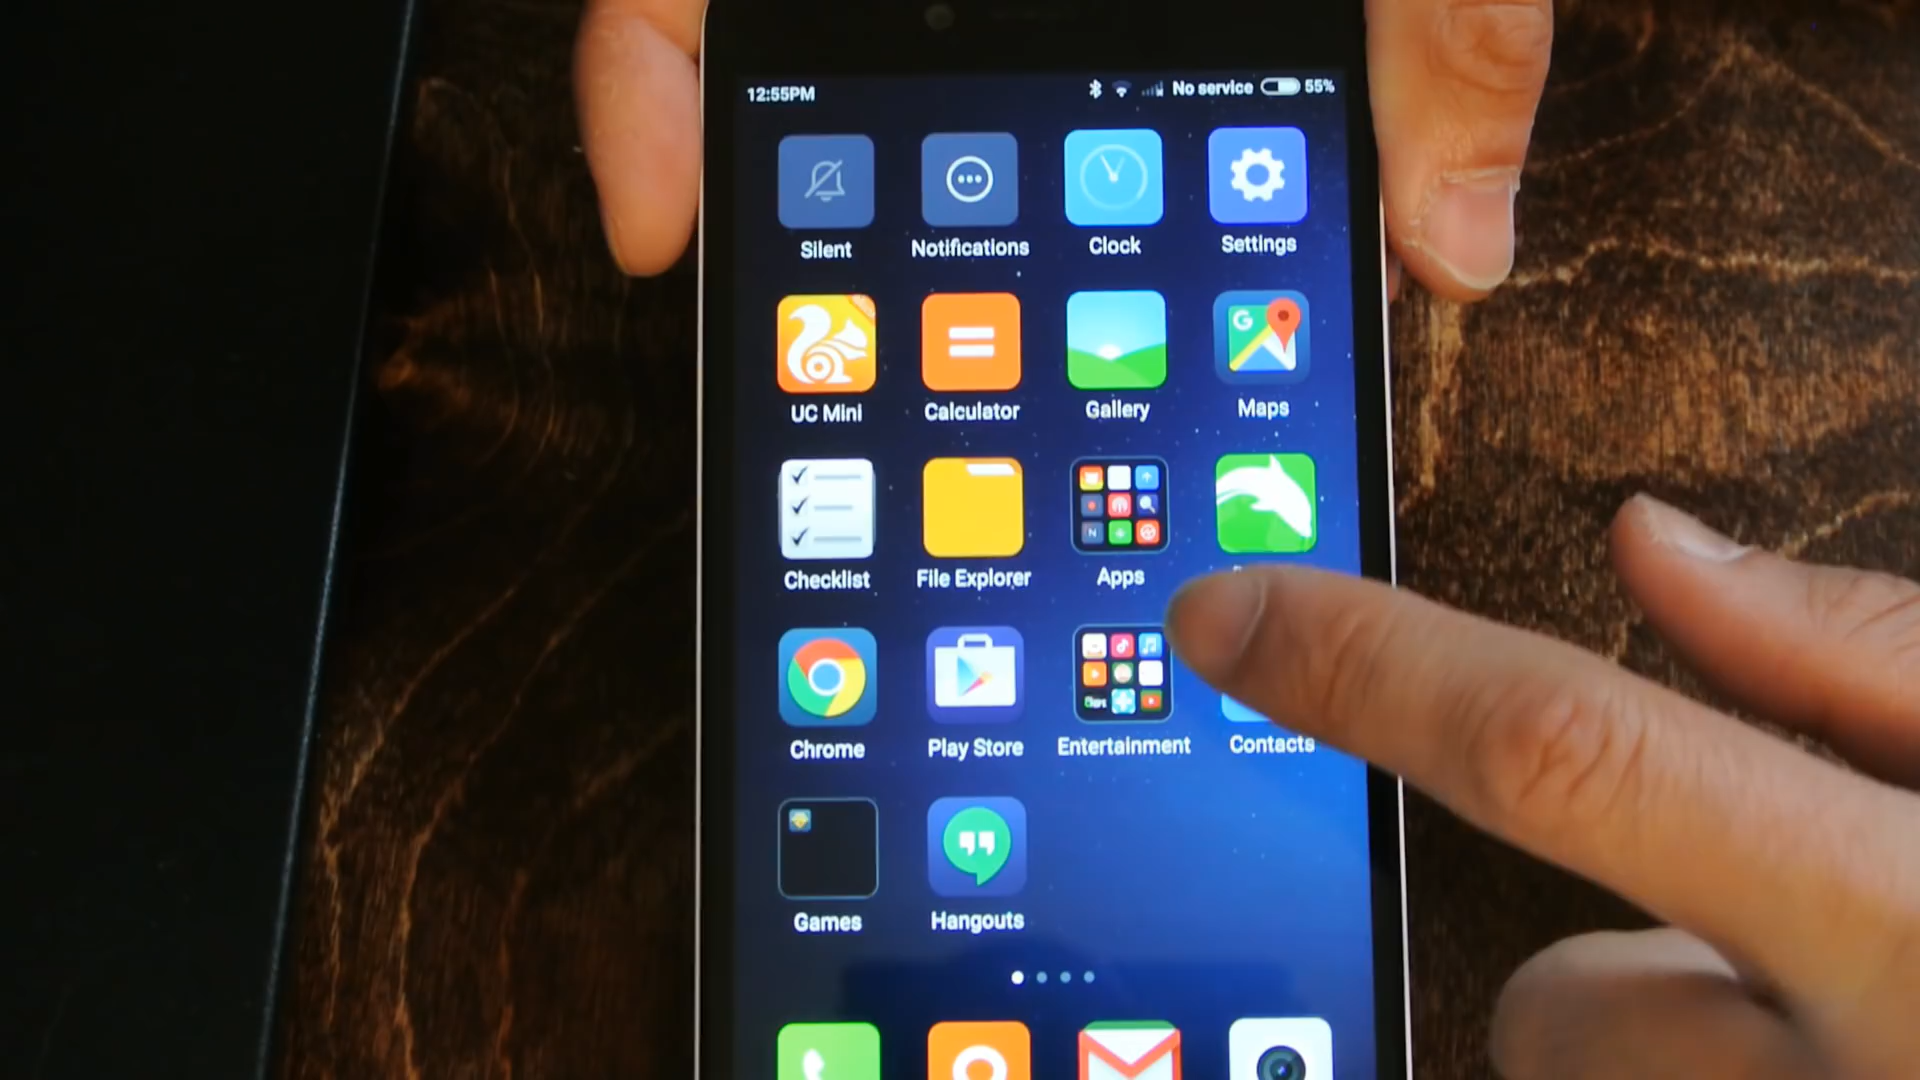 12:55PM No service 55%
Silent Notifications Clock Settings
UC Mini Calculator Gallery Maps
Checklist File Explorer Apps
Chrome Play Store Entertainment Contacts
Games Hangouts